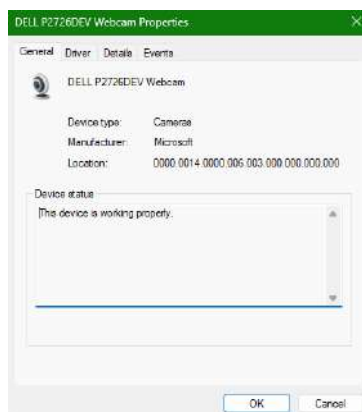 DELL P2726DEV Webcam Properties
General Driver Details Events
DELL P2726DEV Webcam
Device type: Cameras
Manufacturer: Microsoft
Location: 0000.0014.0000.006.003.000.000.000.000
Device status
This device is working properly.
OK Cancel